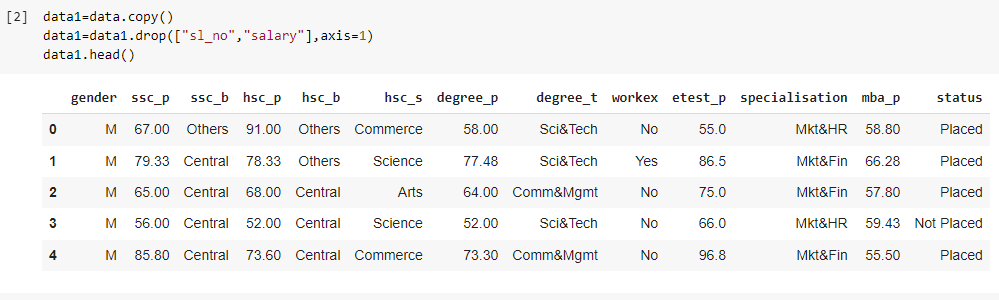 [2] data1=data.copy()
data1=data1.drop(["sl_no","salary"],axis=1)
data1.head()
gender ssc_p ssc_b hsc_p hsc_b hsc_s degree_p degree_t workex etest_p specialisation mba_p status
0 M 67.00 Others 91.00 Others Commerce 58.00 Sci&Tech No 55.0 Mkt&HR 58.80 Placed
1 M 79.33 Central 78.33 Others Science 77.48 Sci&Tech Yes 86.5 Mkt&Fin 66.28 Placed
2 M 65.00 Central 68.00 Central Arts 64.00 Comm&Mgmt No 75.0 Mkt&Fin 57.80 Placed
3 M 56.00 Central 52.00 Central Science 52.00 Sci&Tech No 66.0 Mkt&HR 59.43 Not Placed
4 M 85.80 Central 73.60 Central Commerce 73.30 Comm&Mgmt No 96.8 Mkt&Fin 55.50 Placed